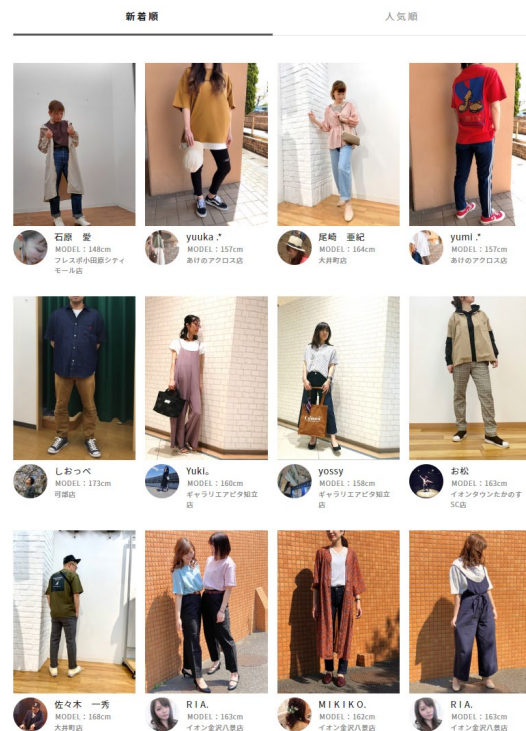 新着順
人気順
石原　愛
MODEL：148cm
フレスポ小田原シティ
モール店
yuuka .*
MODEL：157cm
あけのアクロス店
尾崎　亜紀
MODEL：164cm
大井町店
yumi .*
MODEL：157cm
あけのアクロス店
しおっぺ
MODEL：173cm
可部店
Yuki。
MODEL：160cm
ギャラリエアピタ知立
店
yossy
MODEL：158cm
ギャラリエアピタ知立
店
お松
MODEL：163cm
イオンタウンたかのす
SC店
佐々木　一秀
MODEL：168cm
大井町店
R I A.
MODEL：163cm
イオン金沢八景店
M I K I K O.
MODEL：162cm
イオン金沢八景店
R I A.
MODEL：163cm
イオン金沢八景店